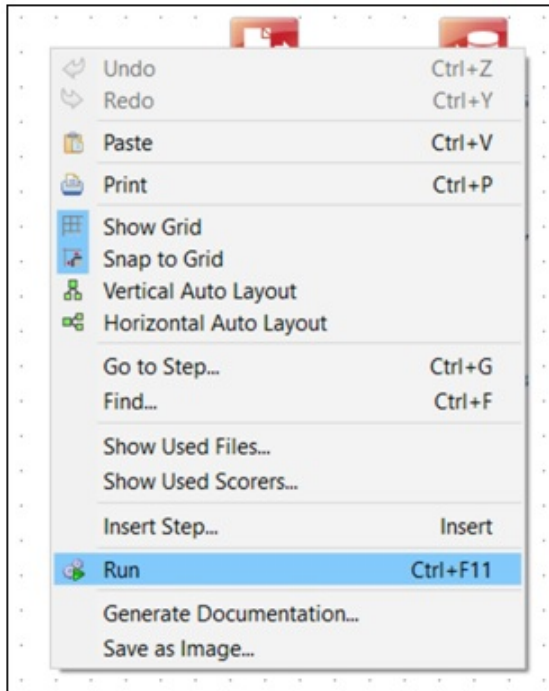 Undo Ctrl+Z
Redo Ctrl+Y
Paste Ctrl+V
Print Ctrl+P
Show Grid
Snap to Grid
Vertical Auto Layout
Horizontal Auto Layout
Go to Step... Ctrl+G
Find... Ctrl+F
Show Used Files...
Show Used Scorers...
Insert Step... Insert
Run Ctrl+F11
Generate Documentation...
Save as Image...